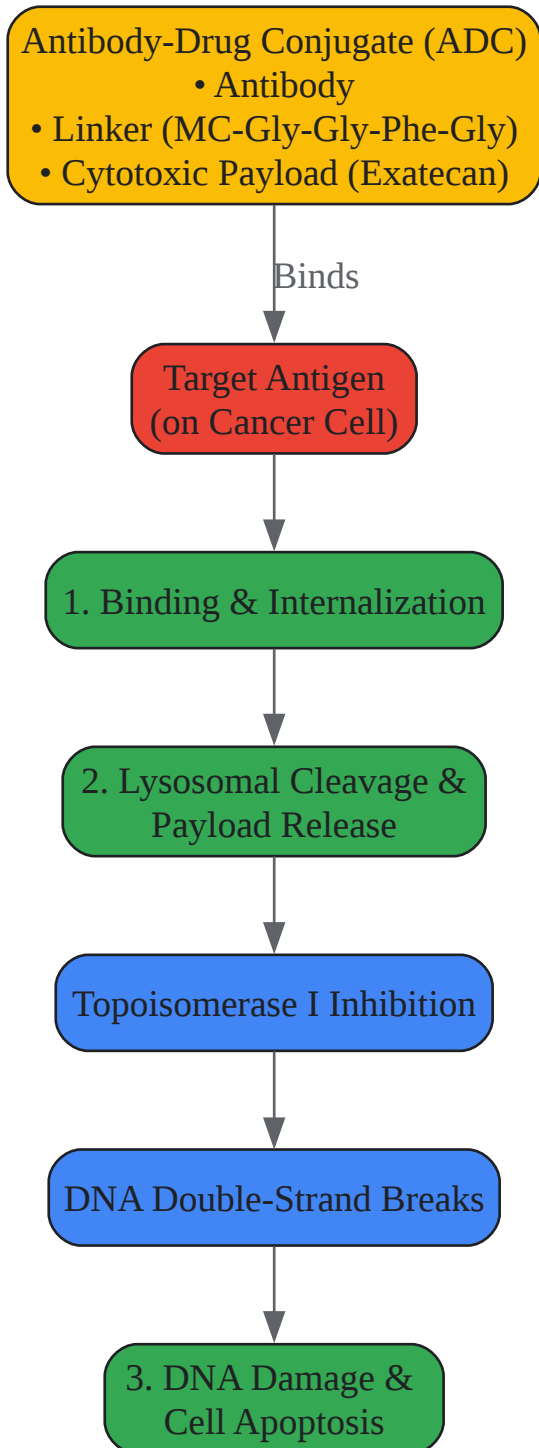 Antibody-Drug Conjugate (ADC)
• Antibody
• Linker (MC-Gly-Gly-Phe-Gly)
• Cytotoxic Payload (Exatecan)
Binds
Target Antigen
(on Cancer Cell)
1. Binding & Internalization
2. Lysosomal Cleavage &
Payload Release
Topoisomerase I Inhibition
DNA Double-Strand Breaks
3. DNA Damage &
Cell Apoptosis